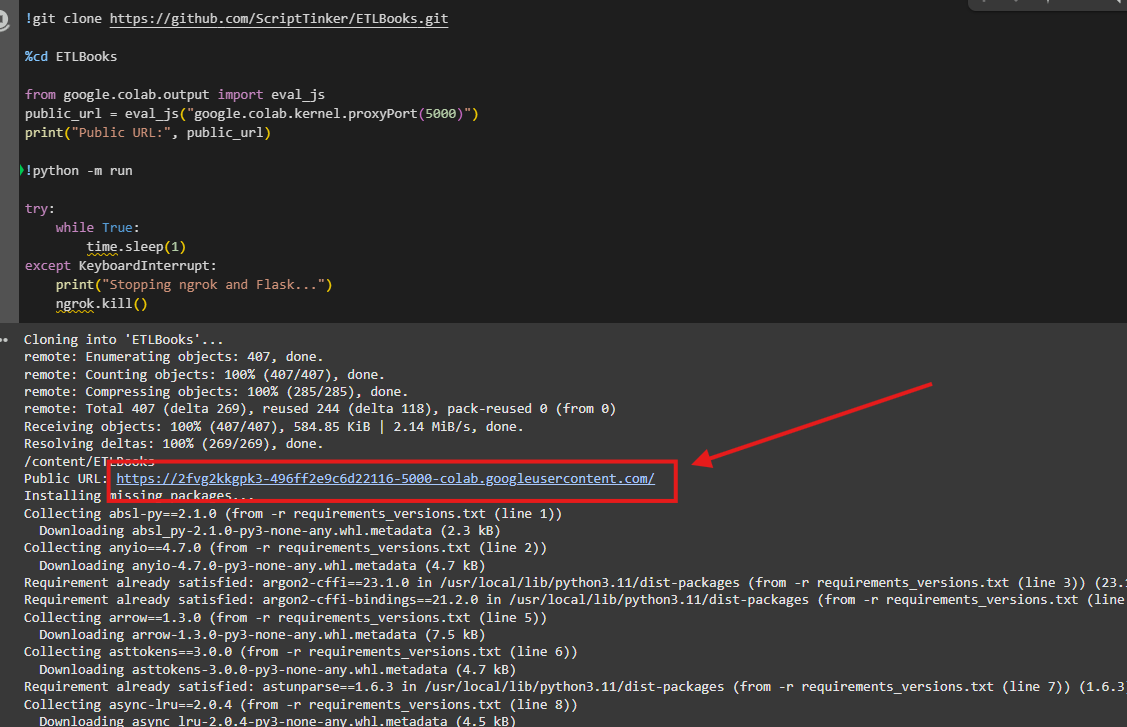 !git clone https://github.com/ScriptTinker/ETLBooks.git
%cd ETLBooks
from google.colab.output import eval_js
public_url = eval_js("google.colab.kernel.proxyPort(5000)")
print("Public URL:", public_url)
!python -m run
try:
    while True:
        time.sleep(1)
except KeyboardInterrupt:
    print("Stopping ngrok and Flask...")
    ngrok.kill()
Cloning into 'ETLBooks'...
remote: Enumerating objects: 407, done.
remote: Counting objects: 100% (407/407), done.
remote: Compressing objects: 100% (285/285), done.
remote: Total 407 (delta 269), reused 244 (delta 118), pack-reused 0 (from 0)
Receiving objects: 100% (407/407), 584.85 KiB | 2.14 MiB/s, done.
Resolving deltas: 100% (269/269), done.
/content/ETLBooks
Public URL: https://2fvg2kkgpk3-496ff2e9c6d22116-5000-colab.googleusercontent.com/
Installing missing packages...
Collecting absl-py==2.1.0 (from -r requirements_versions.txt (line 1))
  Downloading absl_py-2.1.0-py3-none-any.whl.metadata (2.3 kB)
Collecting anyio==4.7.0 (from -r requirements_versions.txt (line 2))
  Downloading anyio-4.7.0-py3-none-any.whl.metadata (4.7 kB)
Requirement already satisfied: argon2-cffi==23.1.0 in /usr/local/lib/python3.11/dist-packages (from -r requirements_versions.txt (line 3)) (23.1
Requirement already satisfied: argon2-cffi-bindings==21.2.0 in /usr/local/lib/python3.11/dist-packages (from -r requirements_versions.txt (line
Collecting arrow==1.3.0 (from -r requirements_versions.txt (line 5))
  Downloading arrow-1.3.0-py3-none-any.whl.metadata (7.5 kB)
Collecting asttokens==3.0.0 (from -r requirements_versions.txt (line 6))
  Downloading asttokens-3.0.0-py3-none-any.whl.metadata (4.7 kB)
Requirement already satisfied: astunparse==1.6.3 in /usr/local/lib/python3.11/dist-packages (from -r requirements_versions.txt (line 7)) (1.6.3
Collecting async-lru==2.0.4 (from -r requirements_versions.txt (line 8))
  Downloading async_lru-2.0.4-py3-none-any.whl.metadata (4.5 kB)